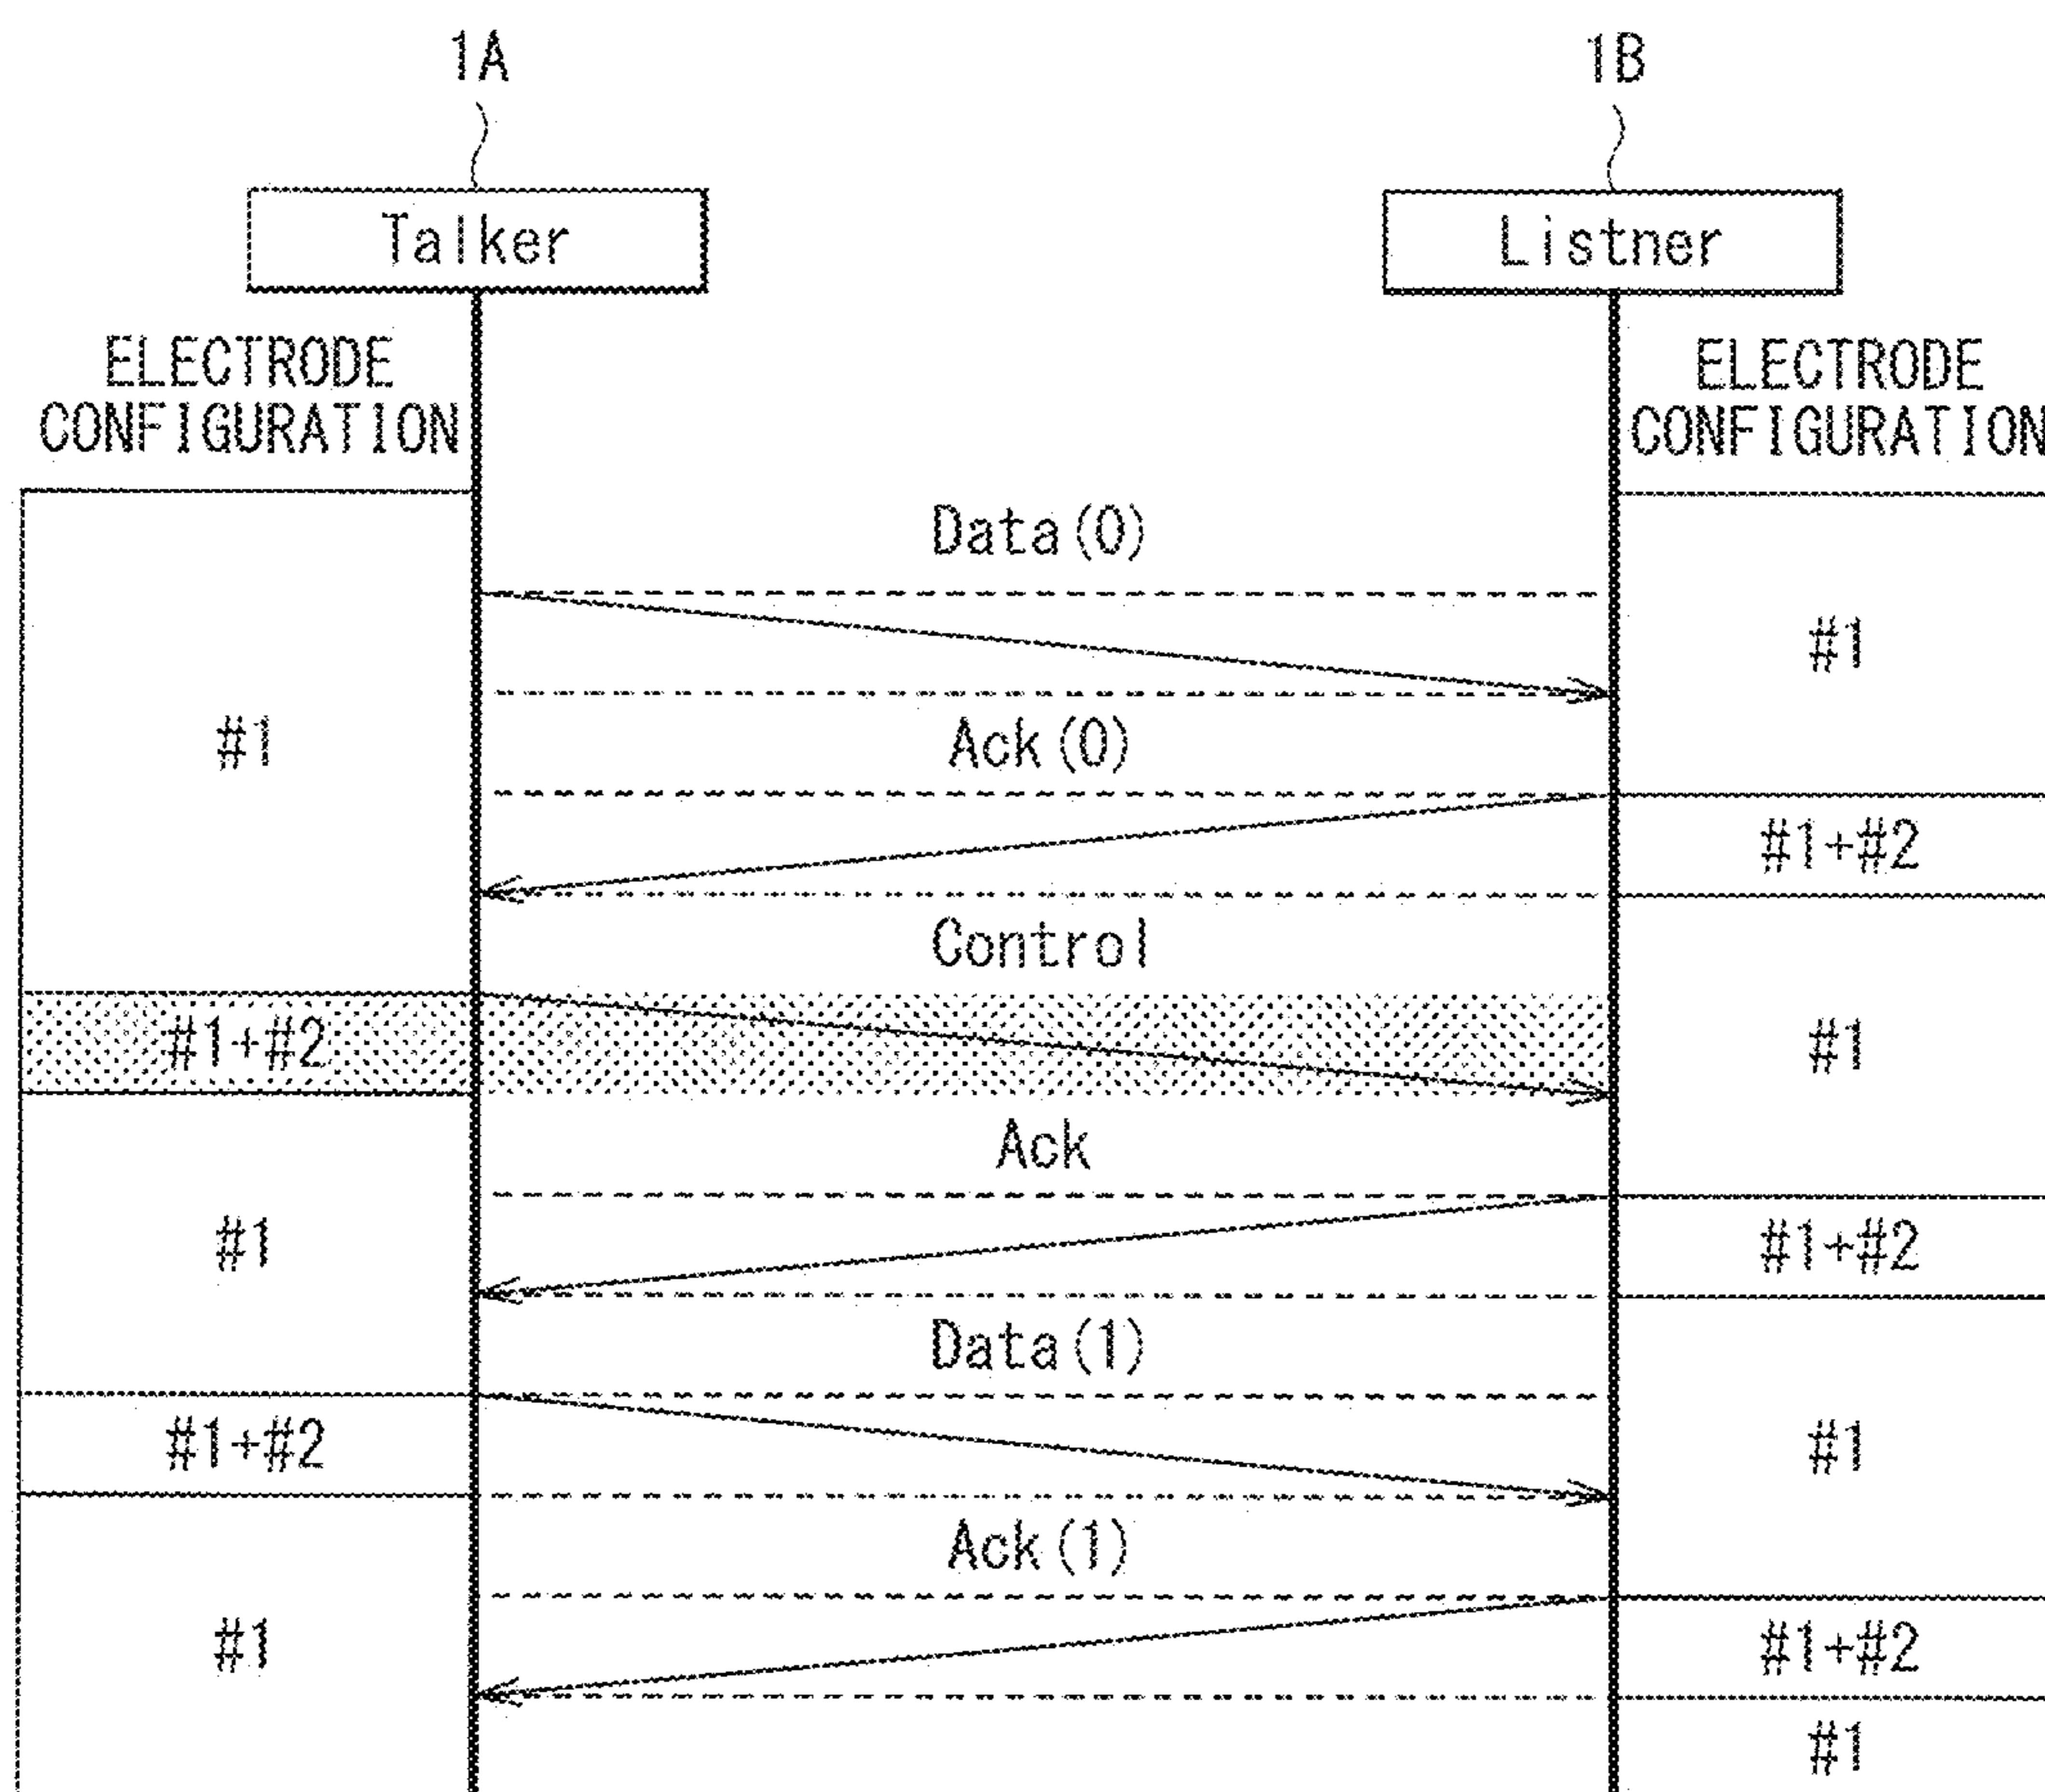 1A
1B
Talker
Listner
ELECTRODE
CONFIGURATION
ELECTRODE
CONFIGURATION
Data(0)
#1
#1
Ack(0)
#1+#2
Control
#1+#2
#1
Ack
#1
#1+#2
Data(1)
#1+#2
#1
Ack(1)
#1
#1+#2
#1